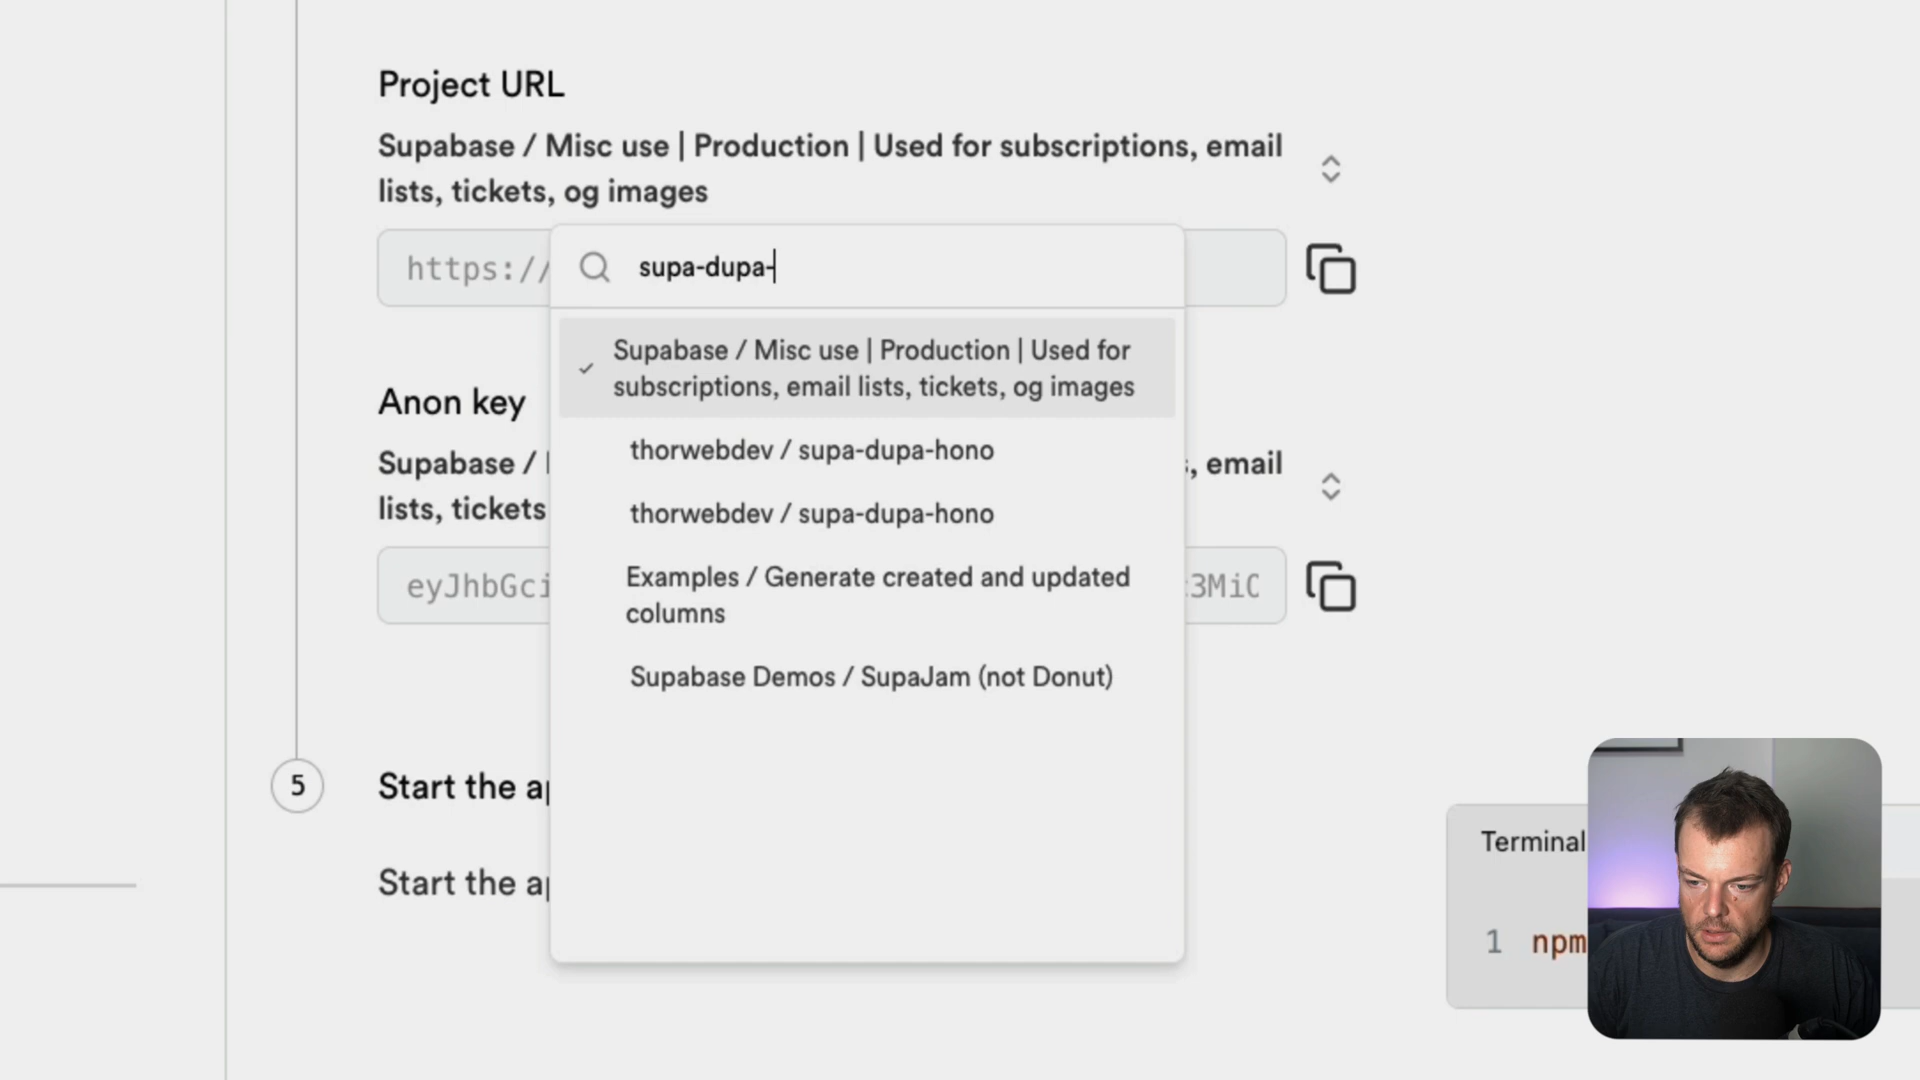 Project URL
Supabase / Misc use | Production | Used for subscriptions, email
lists, tickets, og images
https://
supa-dupa-
Supabase / Misc use | Production | Used for
subscriptions, email lists, tickets, og images
thorwebdev / supa-dupa-hono
thorwebdev / supa-dupa-hono
Examples / Generate created and updated
columns
Supabase Demos / SupaJam (not Donut)
Anon key
Supabase /
, email
lists, tickets
eyJhbGci
3MiO
5
Start the a
Start the a
Terminal
1 npm